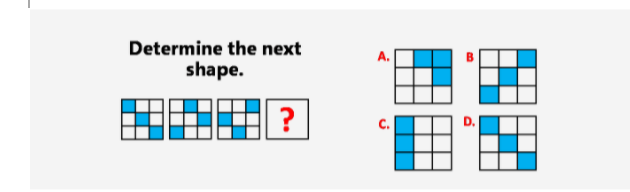 Determine the next
shape.
A.
B
?
C.
D.